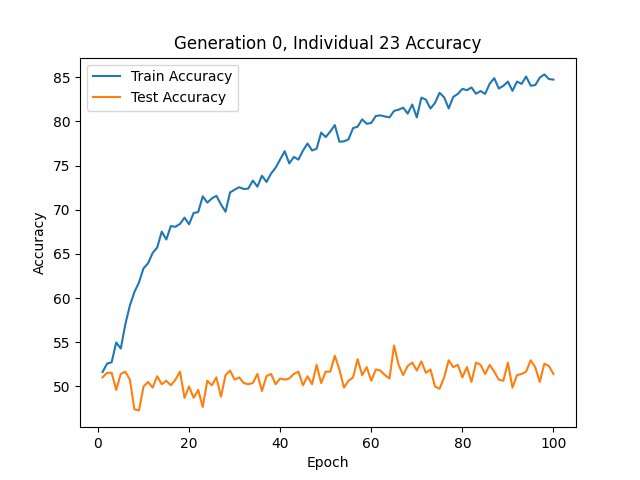 Generation 0, Individual 23 Accuracy
Train Accuracy
Test Accuracy
85
80
75
70
65
60
55
50
Accuracy
0 20 40 60 80 100
Epoch